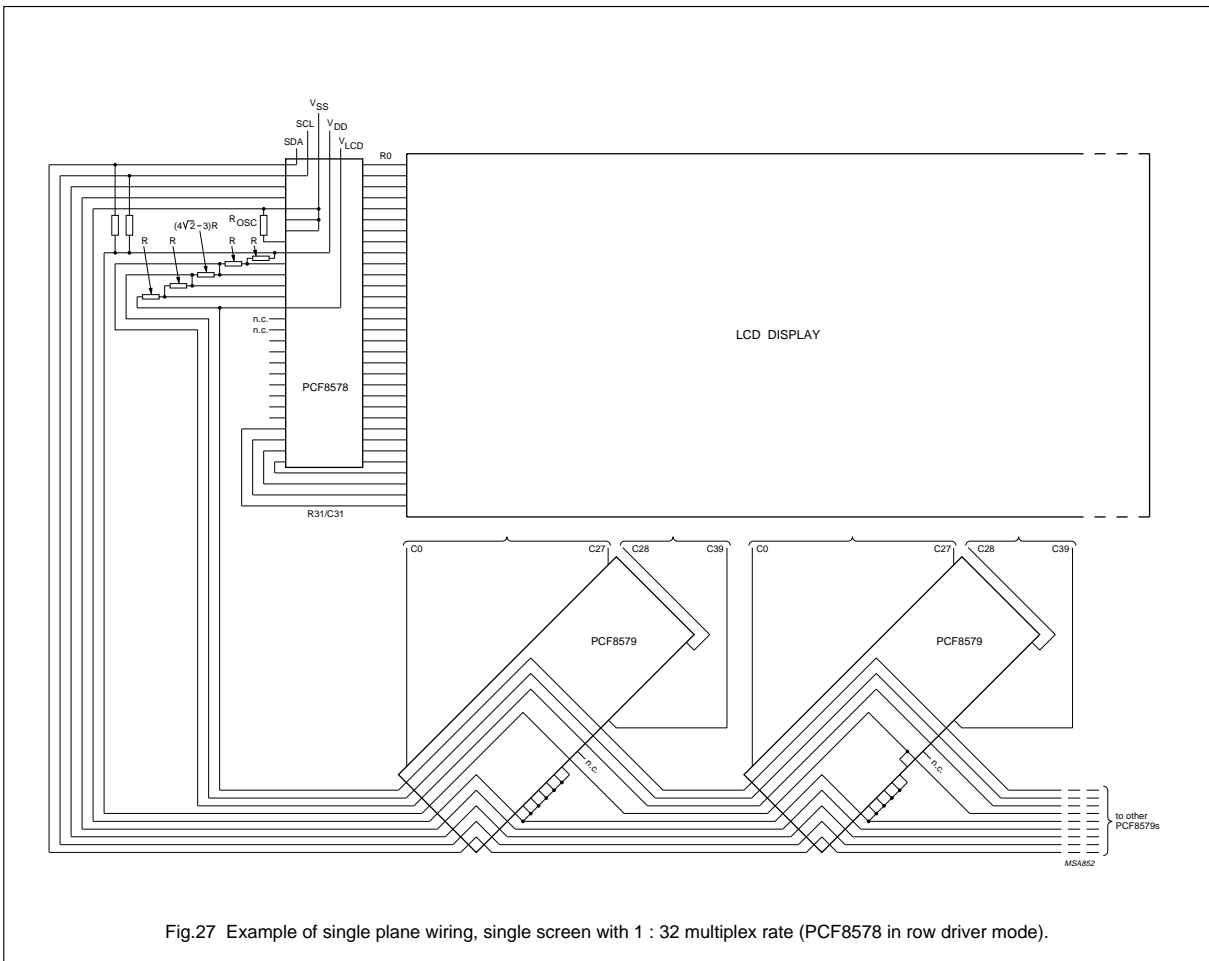 VSS
SCL
VDD
SDA
VLCD
R0
(4√2−3)R
ROSC
R
R
R
R
n.c.
n.c.
LCD DISPLAY
PCF8578
R31/C31
C0
C27
C28
C39
C0
C27
C28
C39
PCF8579
PCF8579
n.c.
n.c.
to other
PCF8579s
MSA852
Fig.27 Example of single plane wiring, single screen with 1 : 32 multiplex rate (PCF8578 in row driver mode).